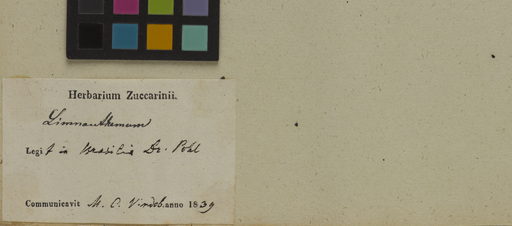 Herbarium Zuccarinii.
Limnanthemum
Legit in Brasilia Dr. Pohl
Communicavit M. C. Vindob. anno 1839